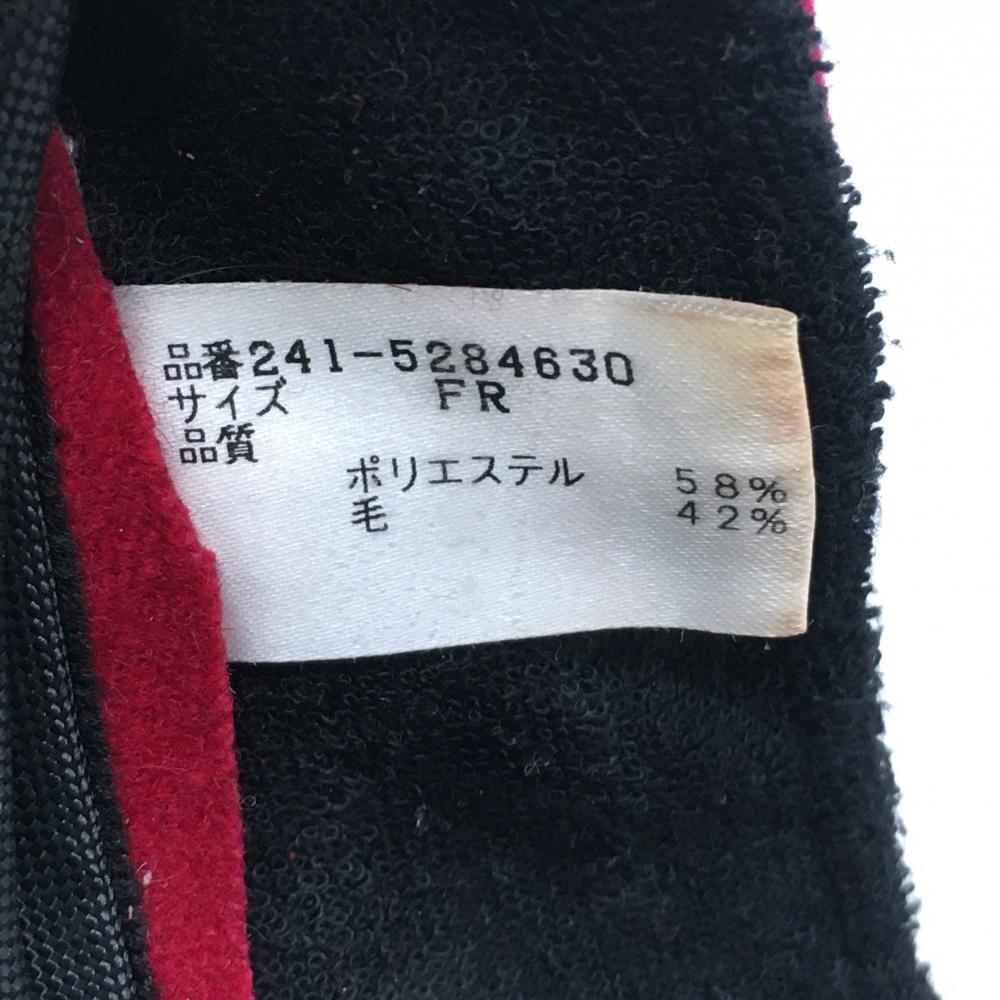 品番241-5284630
サイズ FR
品質
ポリエステル 58%
毛 42%